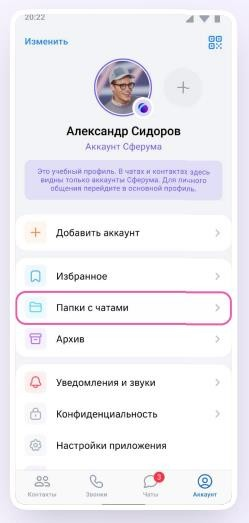 20:22
Изменить
Александр Сидоров
Аккаунт Сферума
Это учебный профиль. В чатах и контактах здесь
видны только аккаунты Сферума. Для личного
общения перейдите в основной профиль.
Добавить аккаунт
Избранное
Папки с чатами
Архив
Уведомления и звуки
Конфиденциальность
Настройки приложения
3
Контакты
Звонки
Чаты
Аккаунт